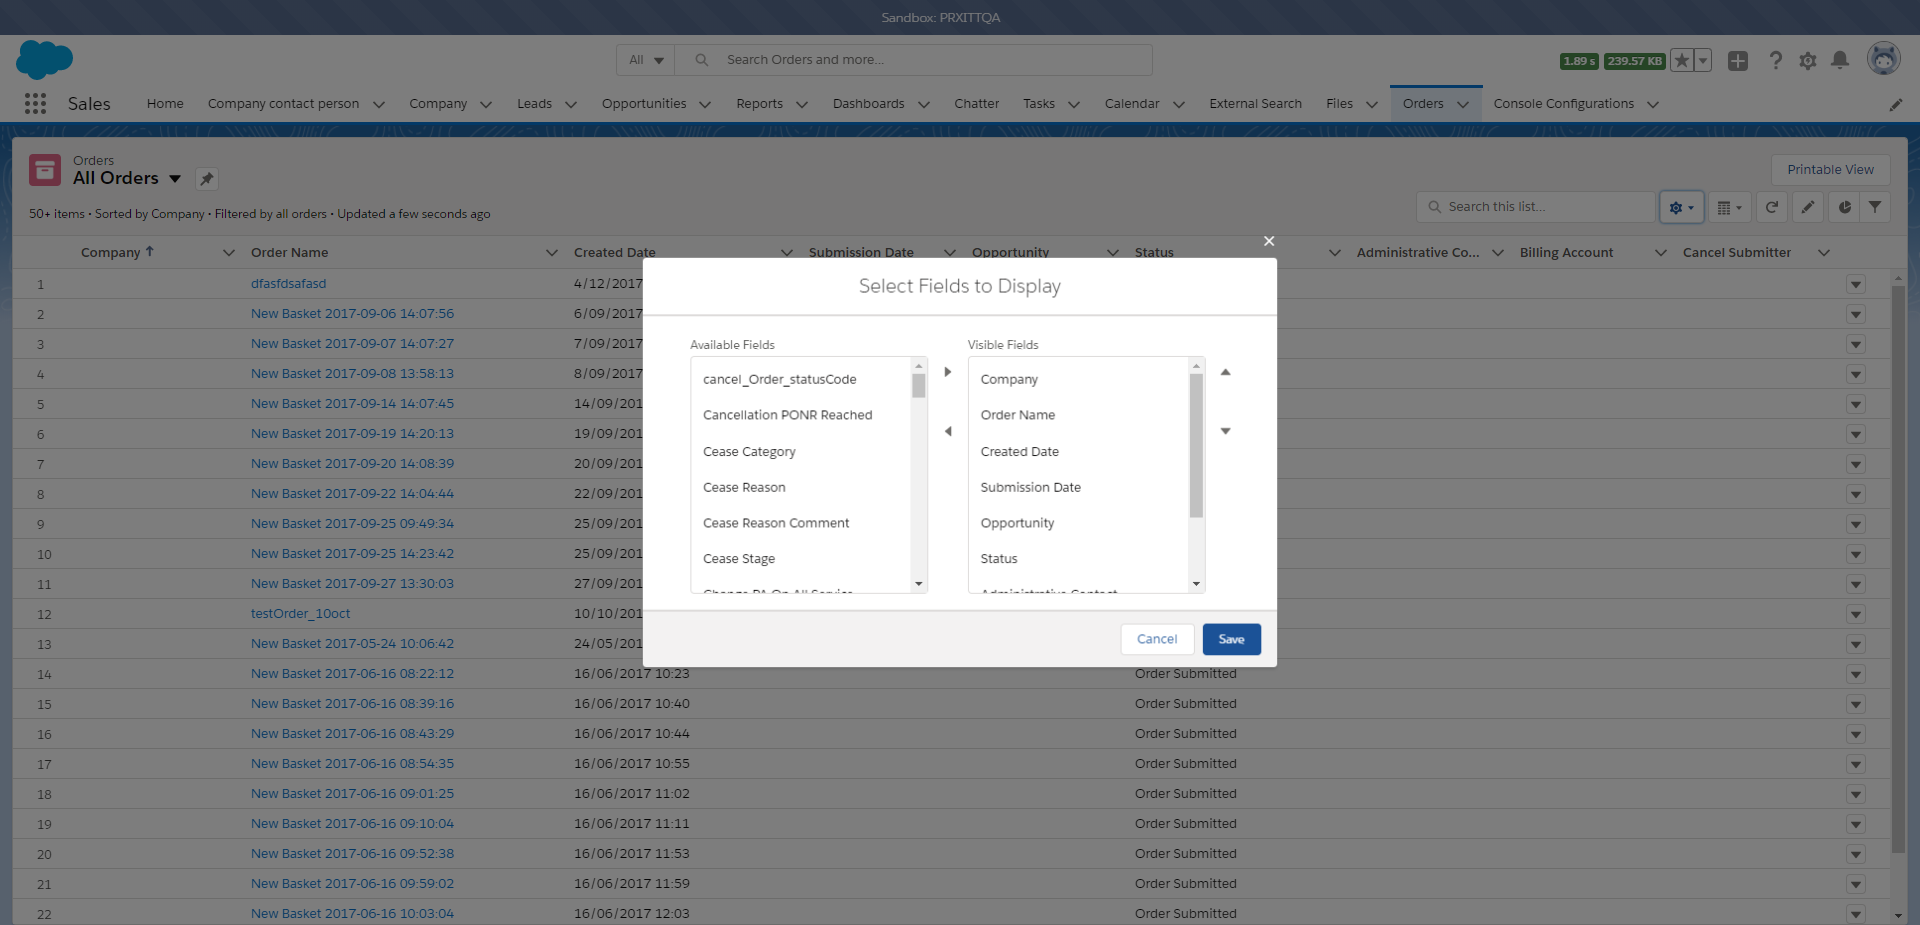 Sandbox: PRXITTQA
All
Search Orders and more...
1.89 s 239.57 KB
Sales Home Company contact person Company Leads Opportunities Reports Dashboards Chatter Tasks Calendar External Search Files Orders Console Configurations
Orders
All Orders
Printable View
50+ items • Sorted by Company • Filtered by all orders • Updated a few seconds ago
Search this list...
Company Order Name Created Date Submission Date Opportunity Status Administrative Co... Billing Account Cancel Submitter
1 dfasfdsafasd 4/12/2017
2 New Basket 2017-09-06 14:07:56 6/09/2017
3 New Basket 2017-09-07 14:07:27 7/09/2017
4 New Basket 2017-09-08 13:58:13 8/09/2017
5 New Basket 2017-09-14 14:07:45 14/09/201
6 New Basket 2017-09-19 14:20:13 19/09/201
7 New Basket 2017-09-20 14:08:39 20/09/201
8 New Basket 2017-09-22 14:04:44 22/09/201
9 New Basket 2017-09-25 09:49:34 25/09/201
10 New Basket 2017-09-25 14:23:42 25/09/201
11 New Basket 2017-09-27 13:30:03 27/09/201
12 testOrder_10oct 10/10/201
13 New Basket 2017-05-24 10:06:42 24/05/201
14 New Basket 2017-06-16 08:22:12 16/06/2017 10:23 Order Submitted
15 New Basket 2017-06-16 08:39:16 16/06/2017 10:40 Order Submitted
16 New Basket 2017-06-16 08:43:29 16/06/2017 10:44 Order Submitted
17 New Basket 2017-06-16 08:54:35 16/06/2017 10:55 Order Submitted
18 New Basket 2017-06-16 09:01:25 16/06/2017 11:02 Order Submitted
19 New Basket 2017-06-16 09:10:04 16/06/2017 11:11 Order Submitted
20 New Basket 2017-06-16 09:52:38 16/06/2017 11:53 Order Submitted
21 New Basket 2017-06-16 09:59:02 16/06/2017 11:59 Order Submitted
22 New Basket 2017-06-16 10:03:04 16/06/2017 12:03 Order Submitted
Select Fields to Display
Available Fields
cancel_Order_statusCode
Cancellation PONR Reached
Cease Category
Cease Reason
Cease Reason Comment
Cease Stage
Change BA On All Service
Visible Fields
Company
Order Name
Created Date
Submission Date
Opportunity
Status
Administrative Contact
Cancel
Save